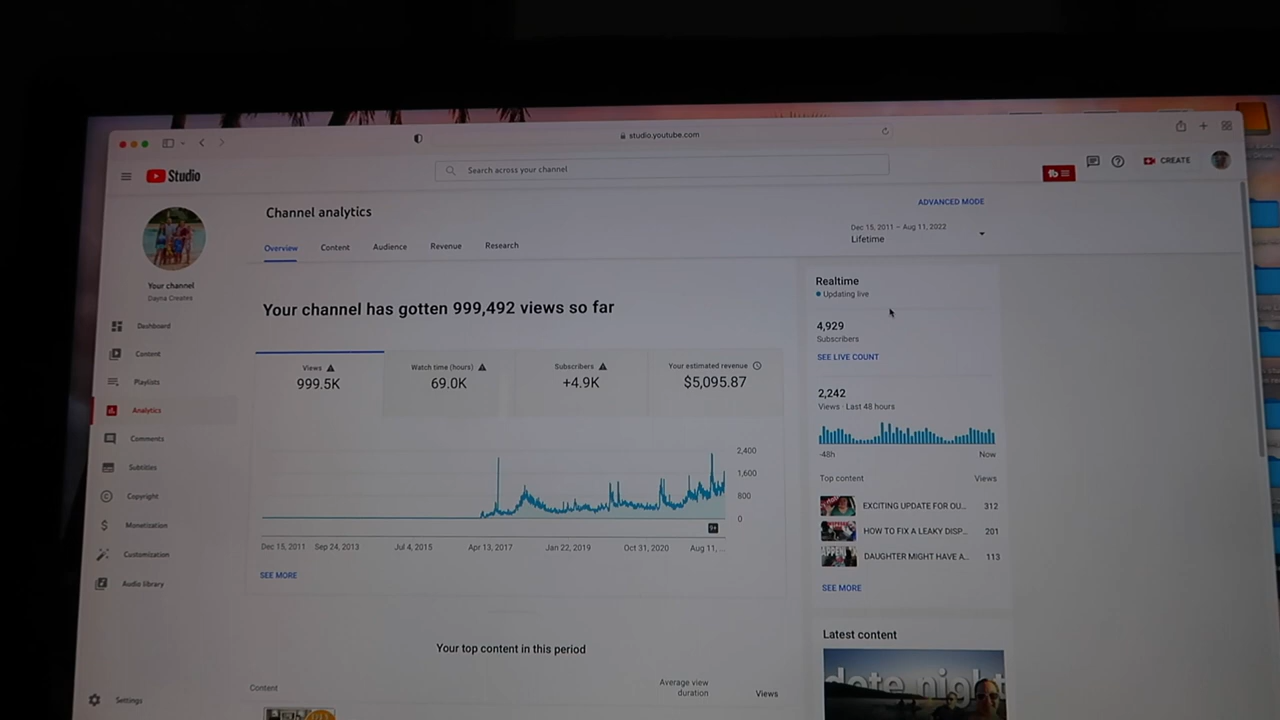 studio.youtube.com
Studio
Search across your channel
CREATE
Channel analytics
ADVANCED MODE
Dec 15, 2011 – Aug 11, 2022
Lifetime
Overview
Content
Audience
Revenue
Research
Your channel
Dayna Creates
Dashboard
Content
Playlists
Analytics
Comments
Subtitles
Copyright
Monetization
Customization
Audio library
Settings
Your channel has gotten 999,492 views so far
Views
999.5K
Watch time (hours)
69.0K
Subscribers
+4.9K
Your estimated revenue
$5,095.87
2,400
1,600
800
0
9+
Dec 15, 2011
Sep 24, 2013
Jul 4, 2015
Apr 13, 2017
Jan 22, 2019
Oct 31, 2020
Aug 11, ...
SEE MORE
Your top content in this period
Content
Average view
duration
Views
Realtime
Updating live
4,929
Subscribers
SEE LIVE COUNT
2,242
Views · Last 48 hours
-48h
Now
Top content
Views
EXCITING UPDATE FOR OU...
312
HOW TO FIX A LEAKY DISP...
201
DAUGHTER MIGHT HAVE A...
113
SEE MORE
Latest content
date night